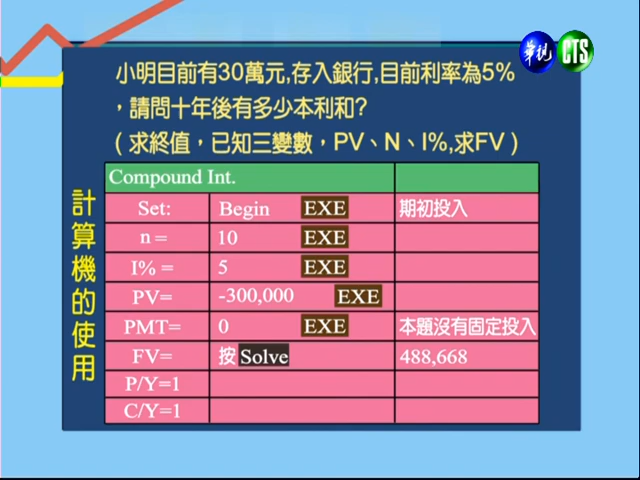 華視 CTS
小明目前有30萬元,存入銀行,目前利率為5%
，請問十年後有多少本利和?
(求終值，已知三變數，PV、N、I%,求FV)
計算機的使用
Compound Int.
Set: Begin EXE 期初投入
n = 10 EXE
I% = 5 EXE
PV= -300,000 EXE
PMT= 0 EXE 本題沒有固定投入
FV= 按 Solve 488,668
P/Y=1
C/Y=1